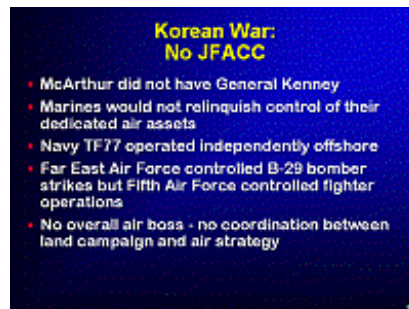 Korean War:
No JFACC
McArthur did not have General Kenney
Marines would not relinquish control of their
dedicated air assets
Navy TF77 operated independently offshore
Far East Air Force controlled B-29 bomber
strikes but Fifth Air Force controlled fighter
operations
No overall air boss - no coordination between
land campaign and air strategy